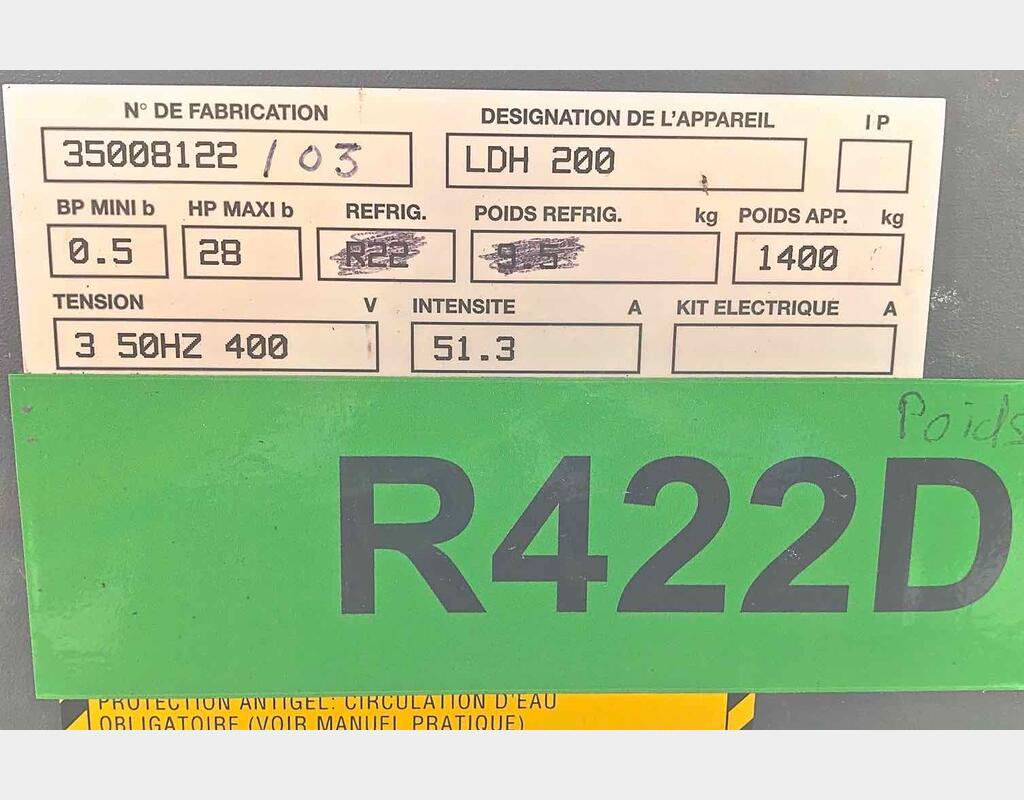 N° DE FABRICATION DESIGNATION DE L'APPAREIL IP
35008122 / 03 LDH 200
BP MINI b HP MAXI b REFRIG. POIDS REFRIG. kg POIDS APP. kg
0.5 28 R22 9.5 1400
TENSION V INTENSITE A KIT ELECTRIQUE A
3 50HZ 400 51.3
Poids
R422D
PROTECTION ANTIGEL: CIRCULATION D'EAU
OBLIGATOIRE (VOIR MANUEL PRATIQUE)